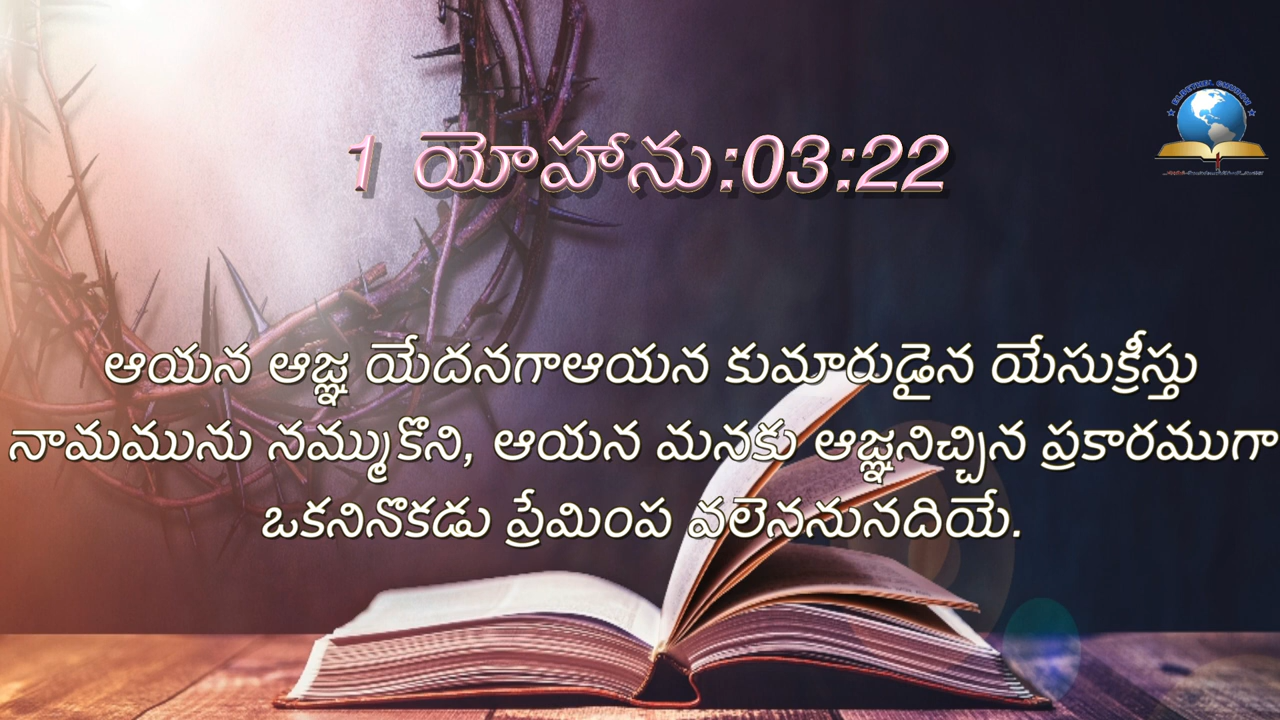 1 యోహాను:03:22
ఆయన ఆజ్ఞ యేదనగాఆయన కుమారుడైన యేసుక్రీస్తు
నామమును నమ్ముకొని, ఆయన మనకు ఆజ్ఞనిచ్చిన ప్రకారముగా
ఒకనినొకడు ప్రేమింప వలెననునదియే.